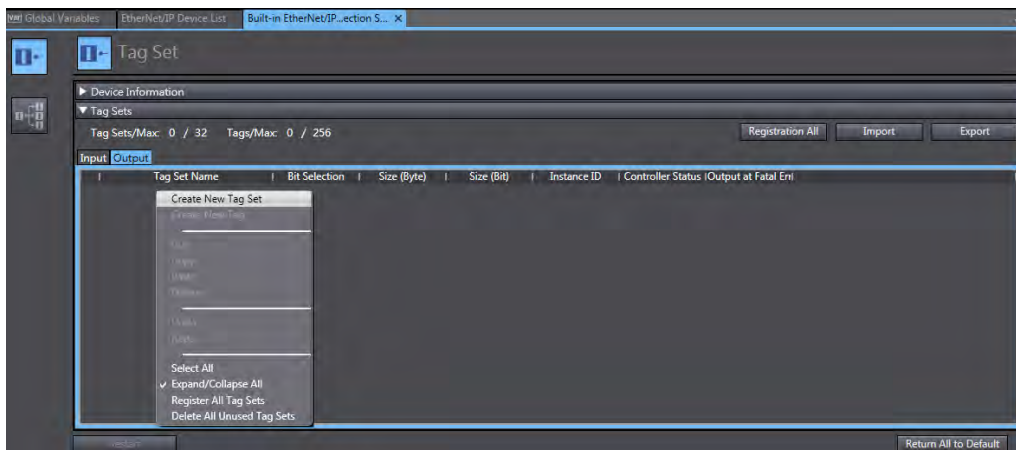 Global Variables EtherNet/IP Device List Built-in EtherNet/IP...ection S... ×
Tag Set
Device Information
Tag Sets
Tag Sets/Max: 0 / 32 Tags/Max: 0 / 256 Registration All Import Export
Input Output
Tag Set Name | Bit Selection | Size (Byte) | Size (Bit) | Instance ID | Controller Status |Output at Fatal Err|
Create New Tag Set
Create New Tag
Select All
✓ Expand/Collapse All
Register All Tag Sets
Delete All Unused Tag Sets
Return All to Default